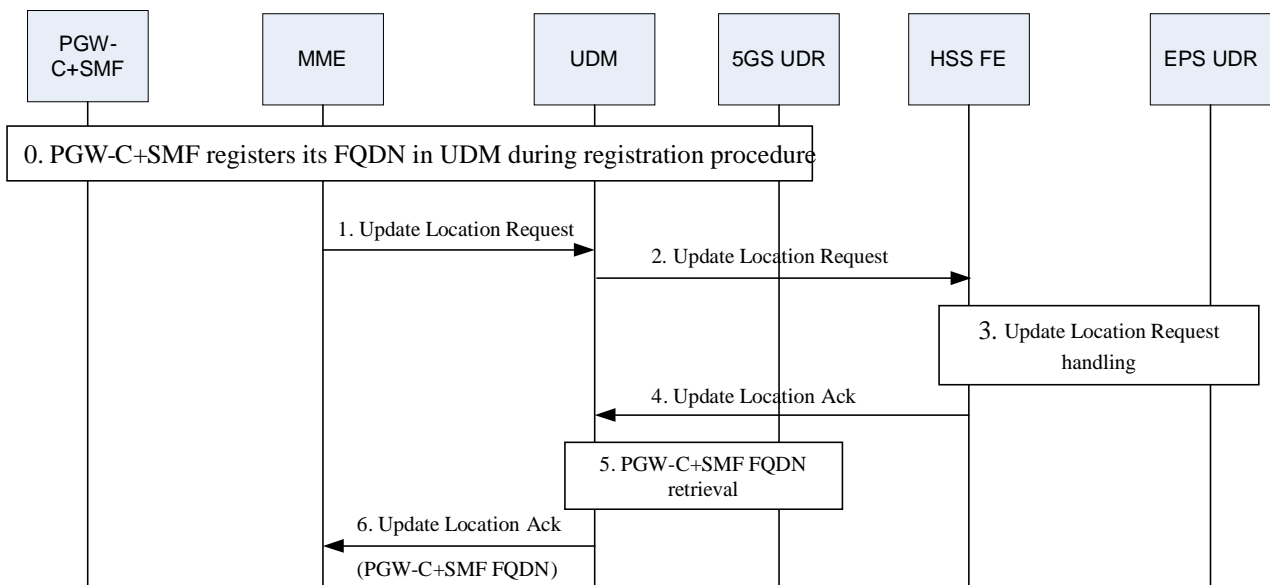 PGW-
C+SMF
MME
UDM
5GS UDR
HSS FE
EPS UDR
0. PGW-C+SMF registers its FQDN in UDM during registration procedure
1. Update Location Request
2. Update Location Request
3. Update Location Request
handling
4. Update Location Ack
5. PGW-C+SMF FQDN
retrieval
6. Update Location Ack
(PGW-C+SMF FQDN)